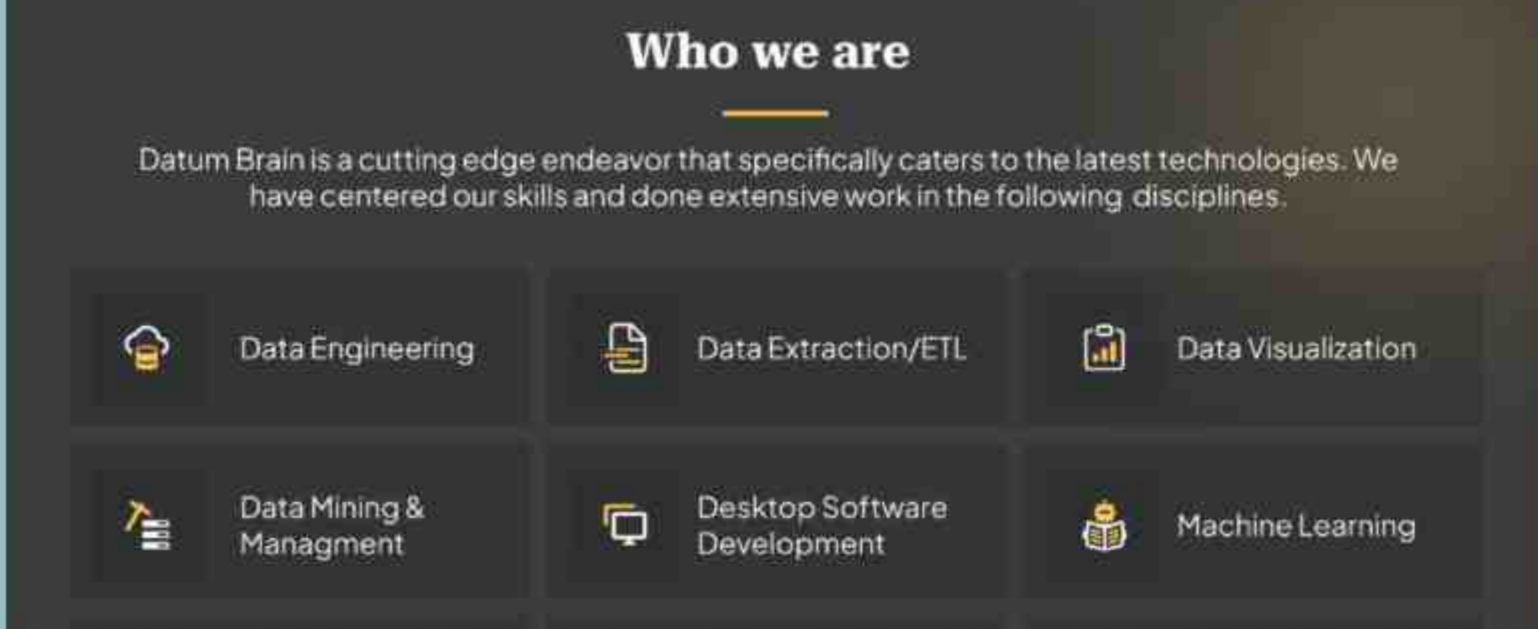 Who we are
Datum Brain is a cutting edge endeavor that specifically caters to the latest technologies. We
have centered our skills and done extensive work in the following disciplines.
Data Engineering
Data Extraction/ETL
Data Visualization
Data Mining &
Managment
Desktop Software
Development
Machine Learning